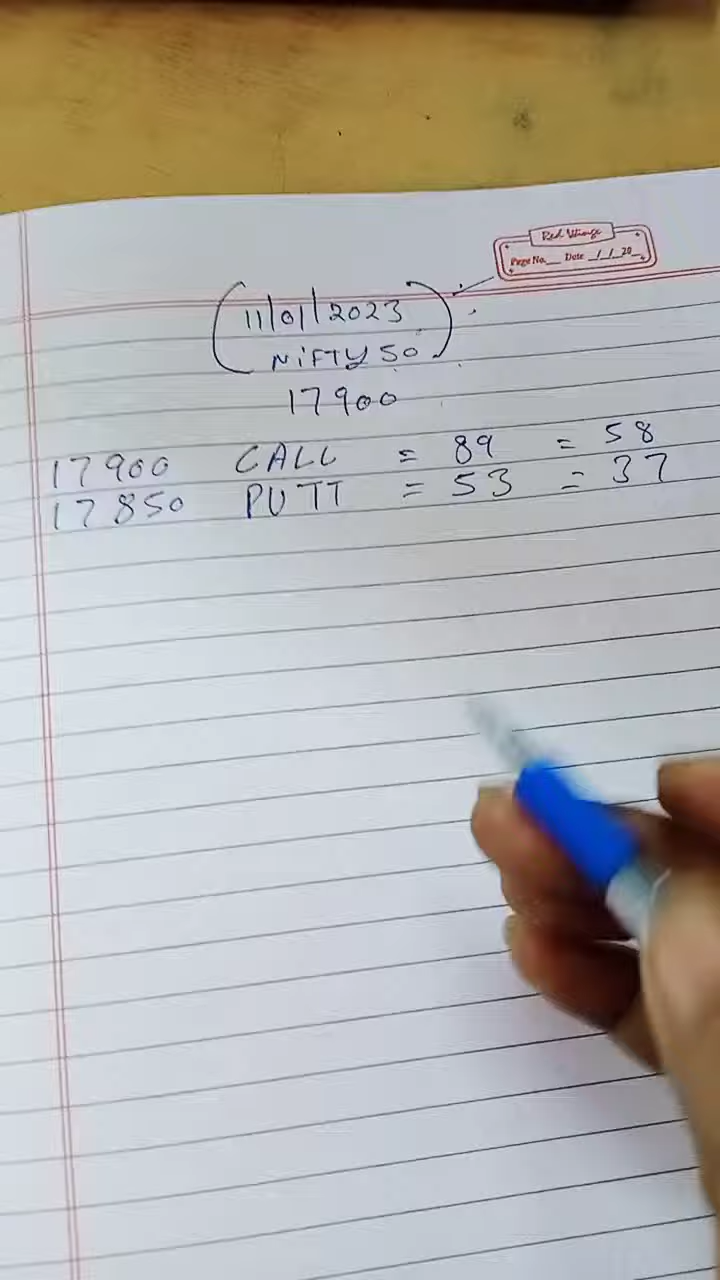 Red Stringe
Page No. Date / / 20
11/01/2023
NiFTY 50
17900
17900 CALL = 89 = 58
17850 PUTT = 53 = 37